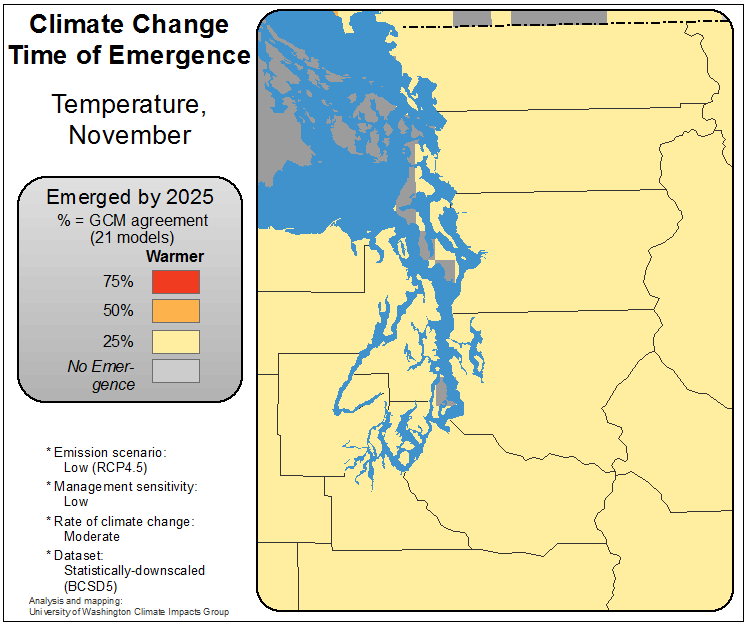 Climate Change
Time of Emergence
Temperature,
November
Emerged by 2025
% = GCM agreement
(21 models)
Warmer
75%
50%
25%
No Emer-
gence
* Emission scenario:
Low (RCP4.5)
* Management sensitivity:
Low
* Rate of climate change:
Moderate
* Dataset:
Statistically-downscaled
(BCSD5)
Analysis and mapping:
University of Washington Climate Impacts Group